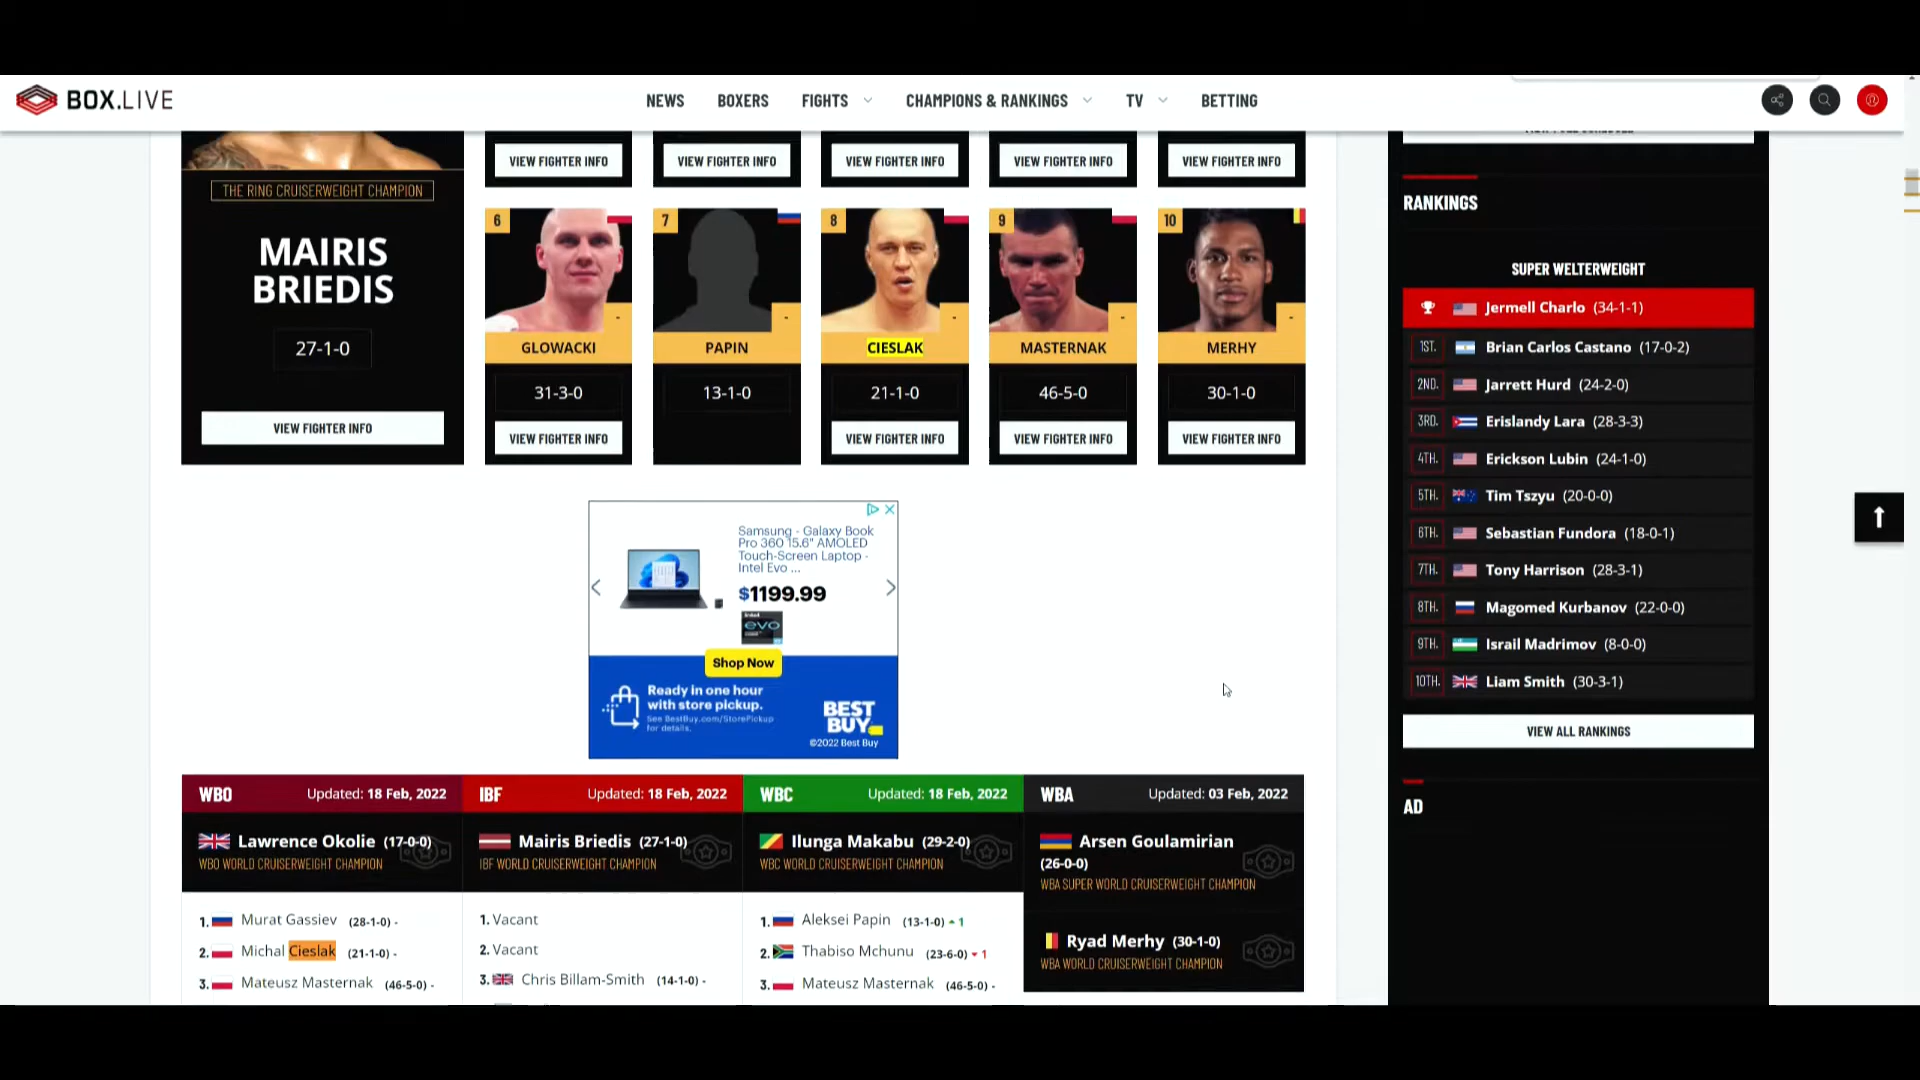 BOX.LIVE
NEWS
BOXERS
FIGHTS
CHAMPIONS & RANKINGS
TV
BETTING
THE RING CRUISERWEIGHT CHAMPION
MAIRIS
BRIEDIS
27-1-0
VIEW FIGHTER INFO
VIEW FIGHTER INFO
VIEW FIGHTER INFO
VIEW FIGHTER INFO
VIEW FIGHTER INFO
VIEW FIGHTER INFO
6
-
GLOWACKI
31-3-0
VIEW FIGHTER INFO
7
-
PAPIN
13-1-0
8
-
CIESLAK
21-1-0
VIEW FIGHTER INFO
9
-
MASTERNAK
46-5-0
VIEW FIGHTER INFO
10
-
MERHY
30-1-0
VIEW FIGHTER INFO
Samsung - Galaxy Book
Pro 360 15.6" AMOLED
Touch-Screen Laptop -
Intel Evo ...
$1199.99
evo
Shop Now
Ready in one hour
with store pickup.
See BestBuy.com/StorePickup
for details.
BEST
BUY
©2022 Best Buy
WBO Updated: 18 Feb, 2022
Lawrence Okolie (17-0-0)
WBO WORLD CRUISERWEIGHT CHAMPION
1. Murat Gassiev (28-1-0) -
2. Michal Cieslak (21-1-0) -
3. Mateusz Masternak (46-5-0) -
IBF Updated: 18 Feb, 2022
Mairis Briedis (27-1-0)
IBF WORLD CRUISERWEIGHT CHAMPION
1. Vacant
2. Vacant
3. Chris Billam-Smith (14-1-0) -
WBC Updated: 18 Feb, 2022
Ilunga Makabu (29-2-0)
WBC WORLD CRUISERWEIGHT CHAMPION
1. Aleksei Papin (13-1-0) 1
2. Thabiso Mchunu (23-6-0) 1
3. Mateusz Masternak (46-5-0) -
WBA Updated: 03 Feb, 2022
Arsen Goulamirian
(26-0-0)
WBA SUPER WORLD CRUISERWEIGHT CHAMPION
Ryad Merhy (30-1-0)
WBA WORLD CRUISERWEIGHT CHAMPION
RANKINGS
SUPER WELTERWEIGHT
Jermell Charlo (34-1-1)
1ST. Brian Carlos Castano (17-0-2)
2ND. Jarrett Hurd (24-2-0)
3RD. Erislandy Lara (28-3-3)
4TH. Erickson Lubin (24-1-0)
5TH. Tim Tszyu (20-0-0)
6TH. Sebastian Fundora (18-0-1)
7TH. Tony Harrison (28-3-1)
8TH. Magomed Kurbanov (22-0-0)
9TH. Israil Madrimov (8-0-0)
10TH. Liam Smith (30-3-1)
VIEW ALL RANKINGS
AD